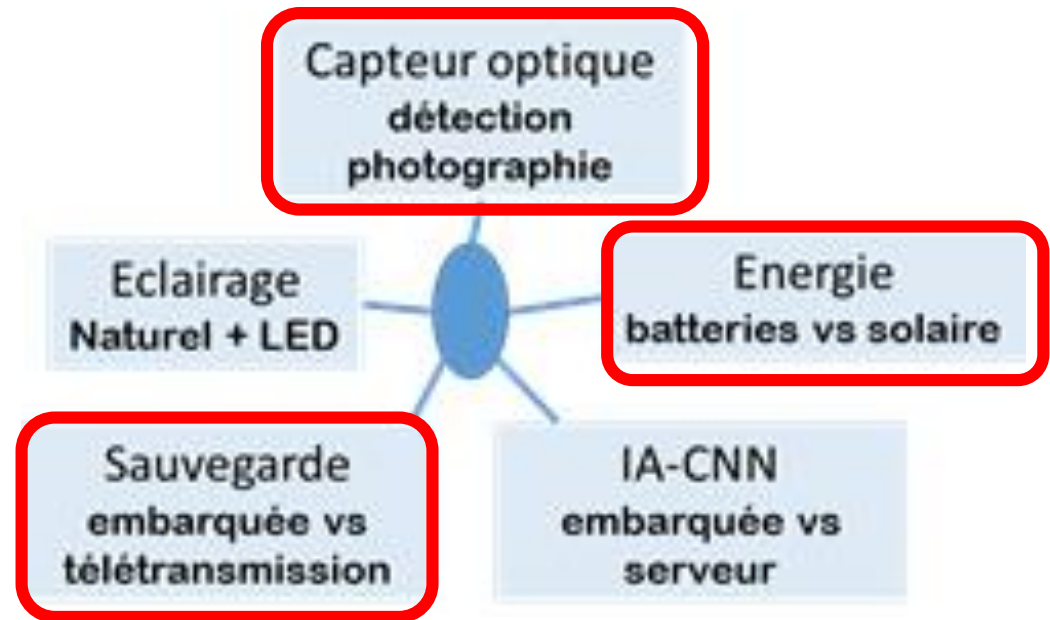 Capteur optique
détection
photographie
Eclairage
Naturel + LED
Energie
batteries vs solaire
Sauvegarde
embarquée vs
télétransmission
IA-CNN
embarquée vs
serveur